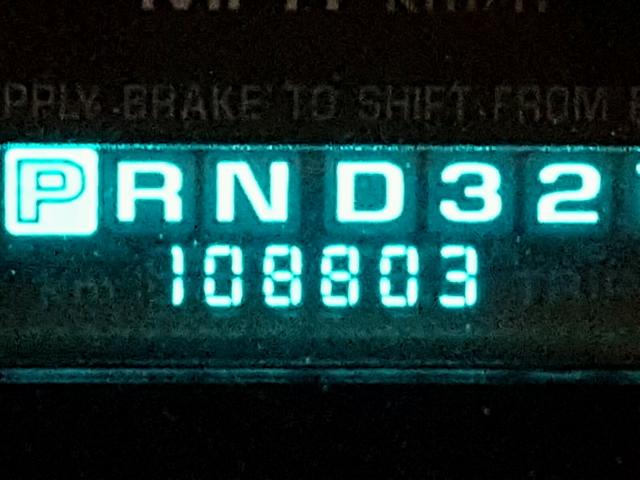 PPLY BRAKE TO SHIFT FROM
PRND32
108803